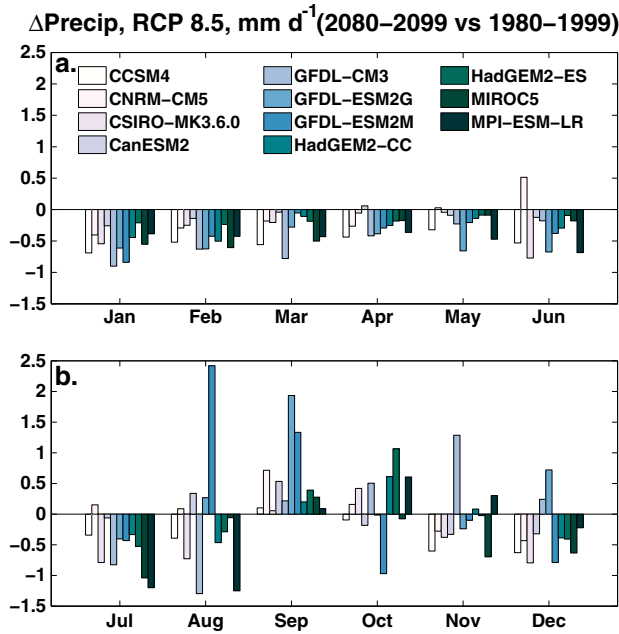 ΔPrecip, RCP 8.5, mm d-1(2080−2099 vs 1980−1999)
2.5
a.
CCSM4
GFDL−CM3
HadGEM2−ES
2
CNRM−CM5
GFDL−ESM2G
MIROC5
1.5
CSIRO−MK3.6.0
GFDL−ESM2M
MPI−ESM−LR
1
CanESM2
HadGEM2−CC
0.5
0
−0.5
−1
−1.5
Jan Feb Mar Apr May Jun
2.5
b.
2
1.5
1
0.5
0
−0.5
−1
−1.5
Jul Aug Sep Oct Nov Dec